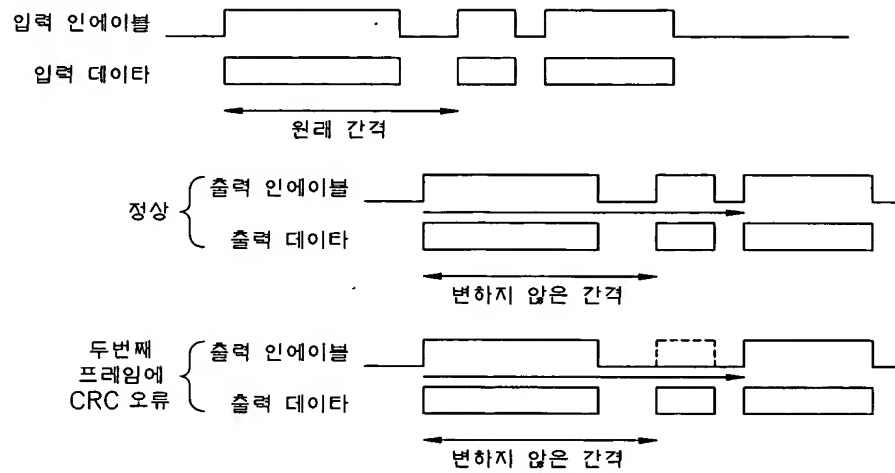 입력 인에이블
입력 데이타
원래 간격
정상
출력 인에이블
출력 데이타
변하지 않은 간격
두번째
프레임에
CRC 오류
출력 인에이블
출력 데이타
변하지 않은 간격